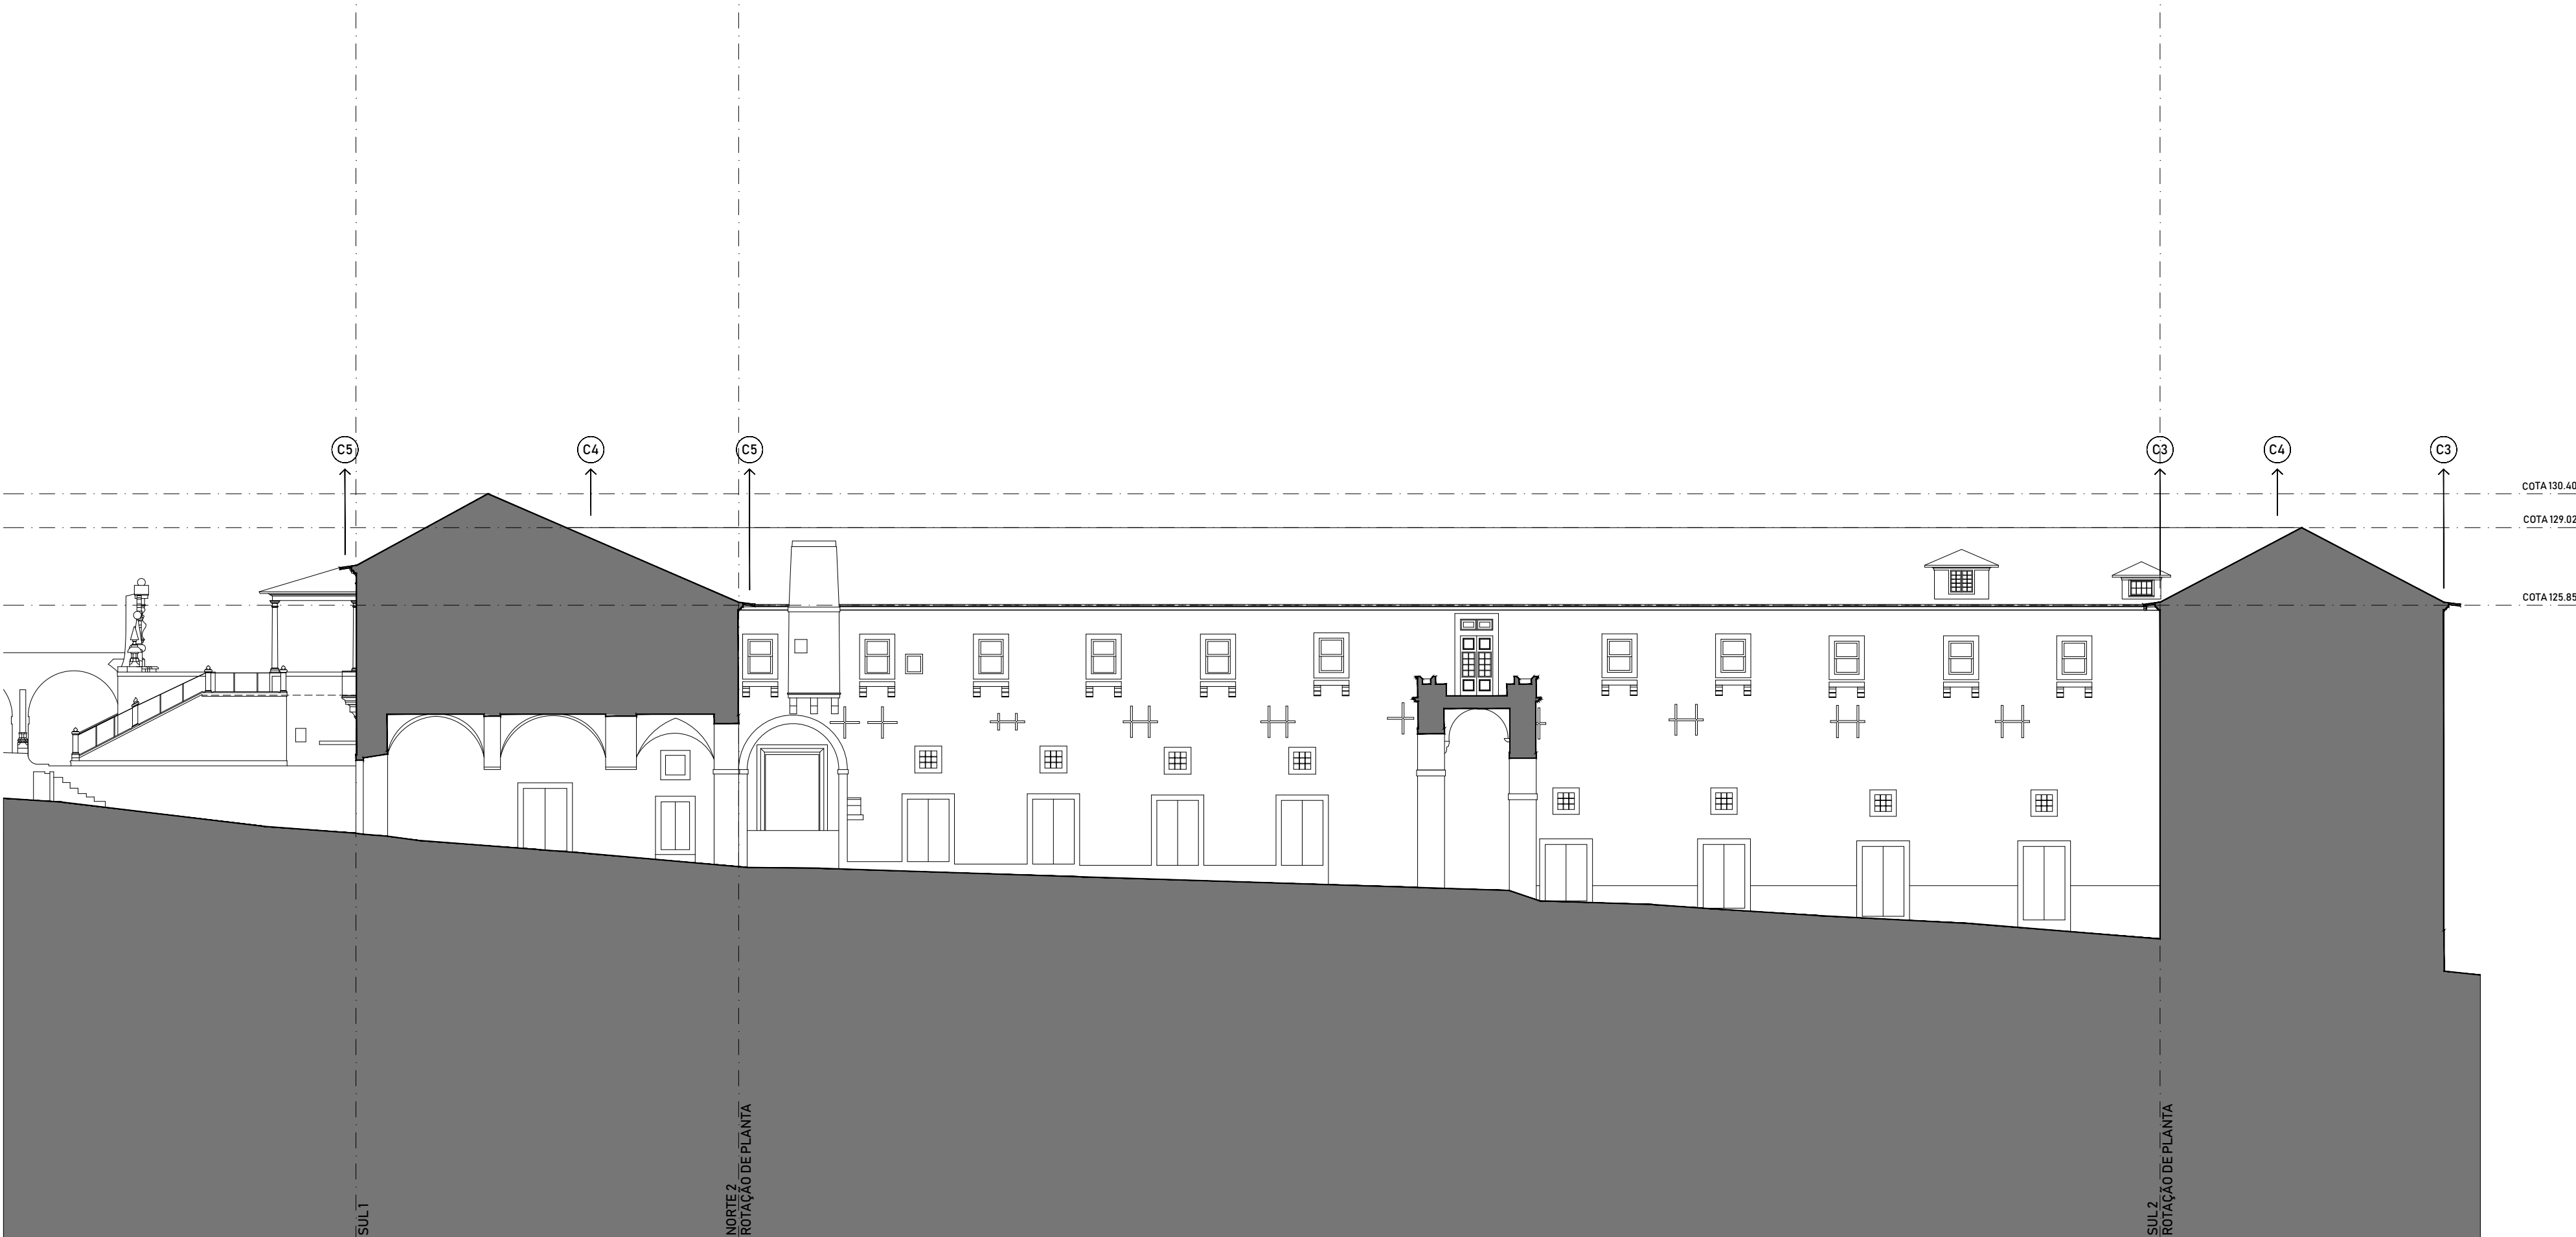 C5
C4
C5
C3
C4
C3
COTA 130.40
COTA 129.02
COTA 125.85
SUL 1
NORTE 2
ROTAÇÃO DE PLANTA
SUL 2
ROTAÇÃO DE PLANTA